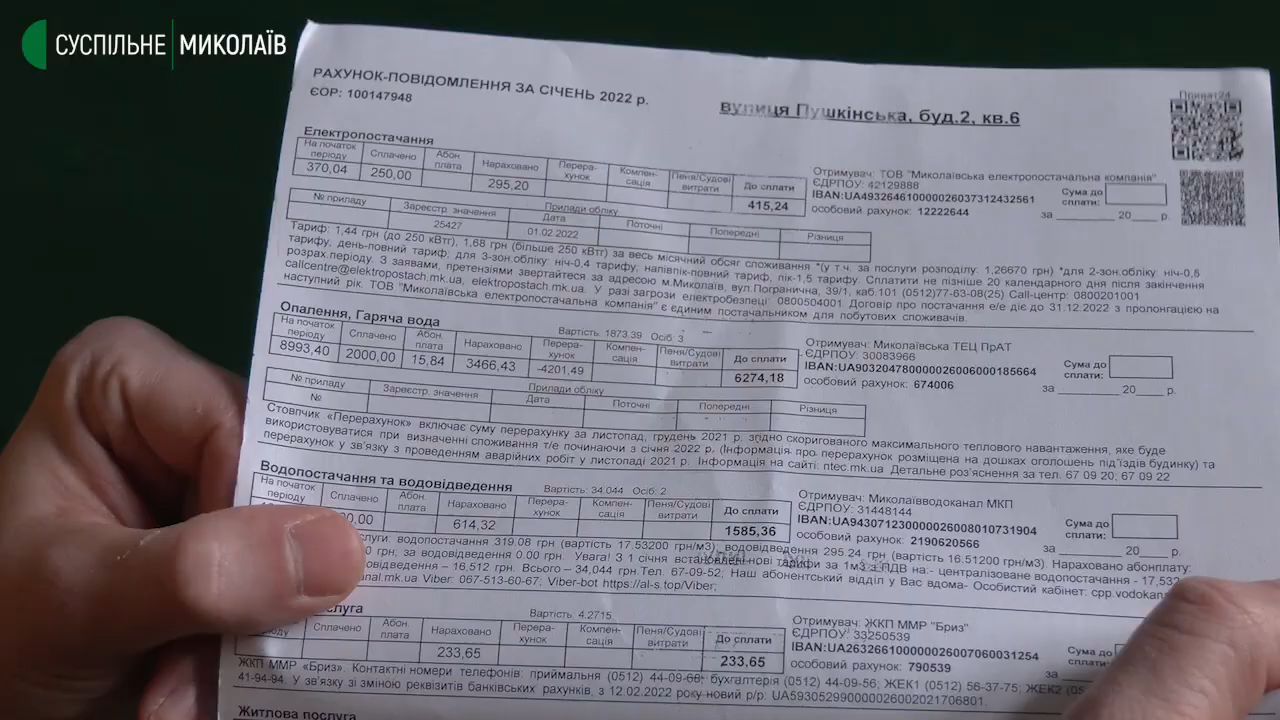 СУСПІЛЬНЕ МИКОЛАЇВ
РАХУНОК-ПОВІДОМЛЕННЯ ЗА СІЧЕНЬ 2022 р.
ЄОР: 100147948
вулиця Пушкінська, буд.2, кв.6
Приват24
Електропостачання
На початок періоду Сплачено Абон. плата Нараховано Перера-хунок Компен-сація Пеня/Судові витрати До сплати
370,04 250,00 295,20 415,24
Отримувач: ТОВ "Миколаївська електропостачальна компанія"
ЄДРПОУ: 42129888
IBAN:UA493264610000026037312432561
особовий рахунок: 12222644
Сума до сплати:
за 20 р.
Прилади обліку
№ приладу Зареєстр. значення Дата Поточні Попередні Різниця
25427 01.02.2022
Тариф: 1,44 грн (до 250 кВтг), 1,68 грн (більше 250 кВтг) за весь місячний обсяг споживання *(у т.ч. за послуги розподілу: 1,26670 грн) *для 2-зон.обліку: ніч-0,5
тарифу, день-повний тариф; для 3-зон.обліку: ніч-0,4 тарифу, напівпік-повний тариф, пік-1,5 тарифу. Сплатити не пізніше 20 календарного дня після закінчення
розрах.періоду. З заявами, претензіями звертайтеся за адресою м.Миколаїв, вул.Погранична, 39/1, каб.101 (0512)77-63-08(25) Call-центр: 0800201001
callcentre@elektropostach.mk.ua, elektropostach.mk.ua. У разі загрози електробезпеці: 0800504001 Договір про постачання е/е діє до 31.12.2022 з пролонгацією на
наступний рік. ТОВ "Миколаївська електропостачальна компанія" є єдиним постачальником для побутових споживачів.
Опалення, Гаряча вода
Вартість: 1873.39 Осіб: 3
На початок періоду Сплачено Абон. плата Нараховано Перера-хунок Компен-сація Пеня/Судові витрати До сплати
8993,40 2000,00 15,84 3466,43 -4201,49 6274,18
Отримувач: Миколаївська ТЕЦ ПрАТ
ЄДРПОУ: 30083966
IBAN:UA903204780000026006000185664
особовий рахунок: 674006
Сума до сплати:
за 20 р.
Прилади обліку
№ приладу Зареєстр. значення Дата Поточні Попередні Різниця
№
Стовпчик «Перерахунок» включає суму перерахунку за листопад, грудень 2021 р. згідно скоригованого максимального теплового навантаження, яке буде
використовуватися при визначенні споживання т/е починаючи з січня 2022 р. (Інформація про перерахунок розміщена на дошках оголошень під'їздів будинку) та
перерахунок у зв'язку з проведенням аварійних робіт у листопаді 2021 р. Інформація на сайті: ntec.mk.ua Детальне роз'яснення за тел. 67 09 20; 67 09 22
Водопостачання та водовідведення
Вартість: 34.044 Осіб: 2
На початок періоду Сплачено Абон. плата Нараховано Перера-хунок Компен-сація Пеня/Судові витрати До сплати
00,00 614,32 1585,36
Отримувач: Миколаївводоканал МКП
ЄДРПОУ: 31448144
IBAN:UA943071230000026008010731904
особовий рахунок: 2190620566
Сума до сплати:
за 20 р.
слуги: водопостачання 319.08 грн (вартість 17.53200 грн/м3), водовідведення 295.24 грн (вартість 16.51200 грн/м3). Нараховано абонплату:
0 грн, за водовідведення 0.00 грн. Увага! З 1 січня встановлені нові тарифи за 1м3 з ПДВ на:- централізоване водопостачання - 17,532
довідведення – 16,512 грн. Всього – 34,044 грн.Тел. 67-09-52; Наш абонентський відділ у Вас вдома- Особистий кабінет: cpp.vodokan
nal.mk.ua Viber: 067-513-60-67; Viber-bot https://al-s.top/Viber;
слуга
Вартість: 4.2715
періоду Сплачено Абон. плата Нараховано Перера-хунок Компен-сація Пеня/Судові витрати До сплати
233,65 233,65
Отримувач: ЖКП ММР "Бриз"
ЄДРПОУ: 33250539
IBAN:UA263266100000026007060031254
особовий рахунок: 790539
Сума сплати:
за
ЖКП ММР «Бриз». Контактні номери телефонів: приймальня (0512) 44-09-66; бухгалтерія (0512) 44-09-56; ЖЕК1 (0512) 56-37-75; ЖЕК2 (05
41-94-94. У зв'язку зі зміною реквізитів банківських рахунків, з 12.02.2022 року новий р/р: UA593052990000026002021706801.
Житлова послуга